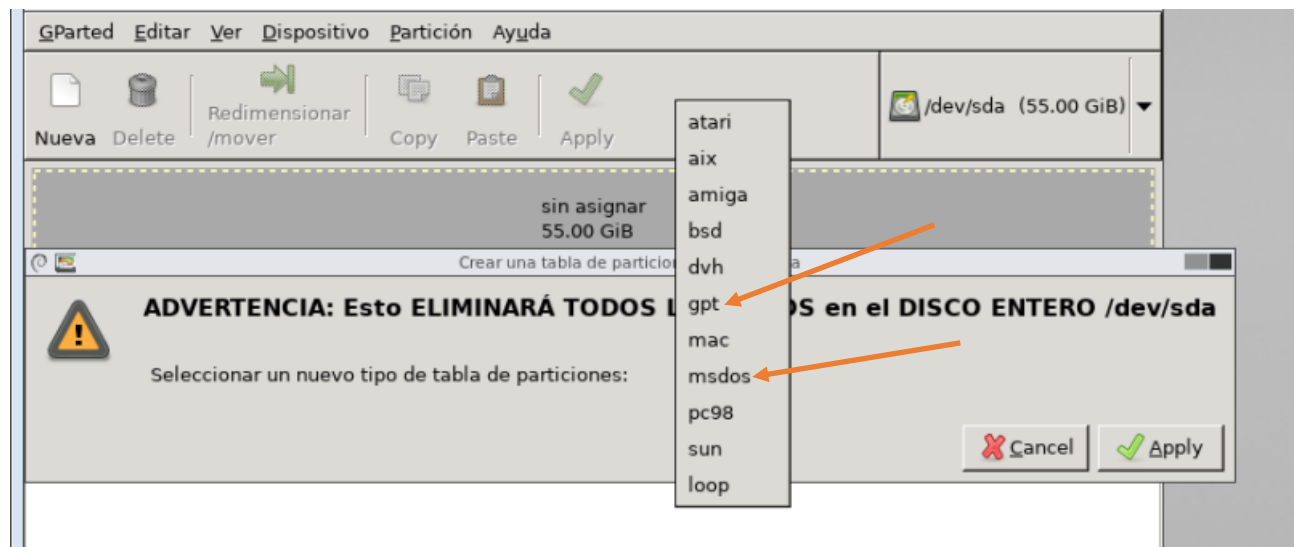 GParted Editar Ver Dispositivo Partición Ayuda
Nueva Delete Redimensionar /mover Copy Paste Apply
/dev/sda (55.00 GiB)
sin asignar
55.00 GiB
Crear una tabla de particio a
ADVERTENCIA: Esto ELIMINARÁ TODOS L OS en el DISCO ENTERO /dev/sda
Seleccionar un nuevo tipo de tabla de particiones:
atari
aix
amiga
bsd
dvh
gpt
mac
msdos
pc98
sun
loop
Cancel Apply